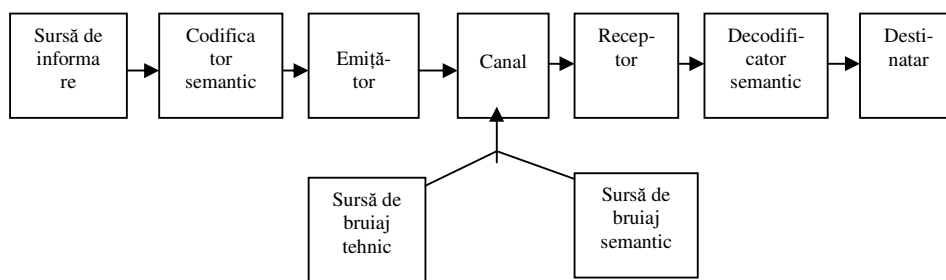 Sursă de
informa
re
Codifica
tor
semantic
Emiţă-
tor
Canal
Recep-
tor
Decodifi-
cator
semantic
Desti-
natar
Sursă de
bruiaj
tehnic
Sursă de
bruiaj
semantic